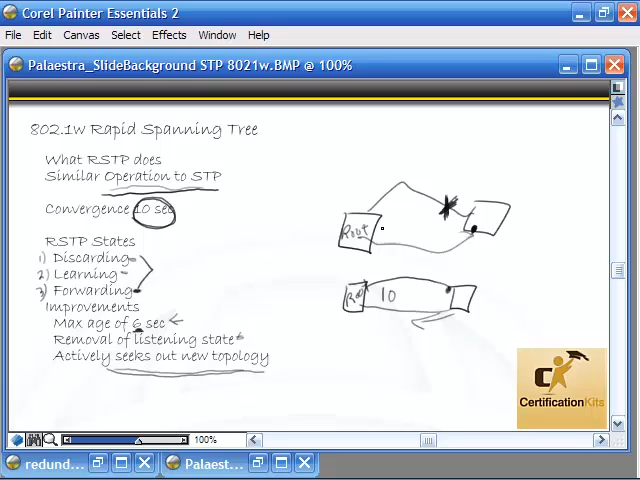 Corel Painter Essentials 2
File Edit Canvas Select Effects Window Help
Palaestra_SlideBackground STP 8021w.BMP @ 100%
802.1w Rapid Spanning Tree
What RSTP does
Similar Operation to STP
Convergence 10 sec
RSTP States
1) Discarding
2) Learning
3) Forwarding
Improvements
Max age of 6 sec
Removal of listening state
Actively seeks out new topology
Root
10
CertificationKits
100%
redund...
Palaest...